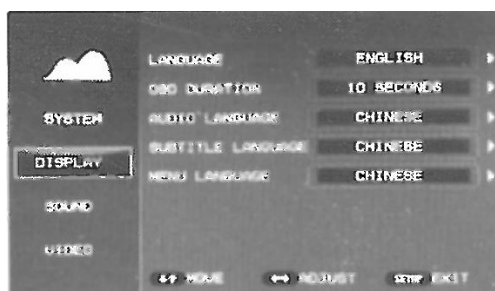 LANGUAGE ENGLISH
OSD DURATION 10 SECONDS
SYSTEM
AUDIO LANGUAGE CHINESE
SUBTITLE LANGUAGE CHINESE
DISPLAY
MENU LANGUAGE CHINESE
SOUND
VIDEO
MOVE ADJUST SETUP EXIT